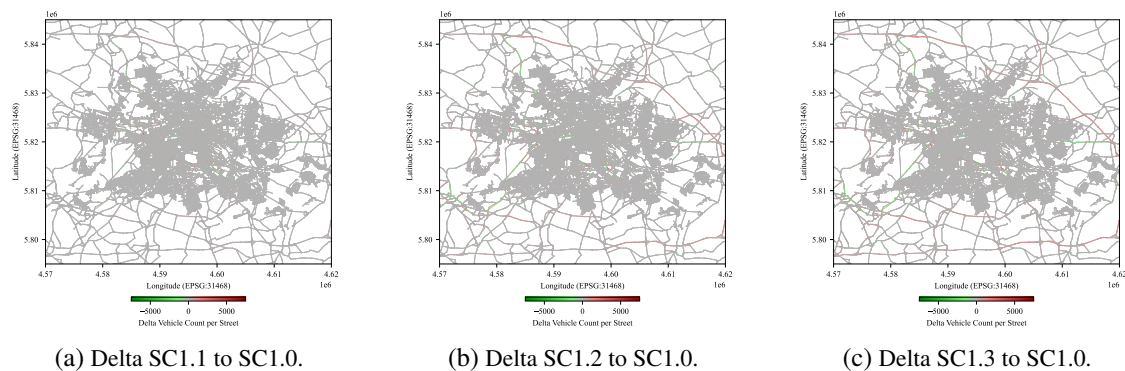 1e6
5.84
5.83
5.82
5.81
5.80
Latitude (EPSG:31468)
4.57
4.58
4.59
4.60
4.61
4.62
Longitude (EPSG:31468)
1e6
−5000
0
5000
Delta Vehicle Count per Street
(a) Delta SC1.1 to SC1.0.
1e6
5.84
5.83
5.82
5.81
5.80
Latitude (EPSG:31468)
4.57
4.58
4.59
4.60
4.61
4.62
Longitude (EPSG:31468)
1e6
−5000
0
5000
Delta Vehicle Count per Street
(b) Delta SC1.2 to SC1.0.
1e6
5.84
5.83
5.82
5.81
5.80
Latitude (EPSG:31468)
4.57
4.58
4.59
4.60
4.61
4.62
Longitude (EPSG:31468)
1e6
−5000
0
5000
Delta Vehicle Count per Street
(c) Delta SC1.3 to SC1.0.